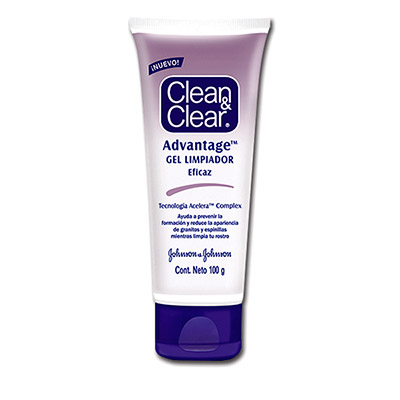 ¡NUEVO!
Clean
&
Clear®
Advantage™
GEL LIMPIADOR
Eficaz
Tecnología Acelera™ Complex
Ayuda a prevenir la
formación y reduce la apariencia
de granitos y espinillas
mientras limpia tu rostro
Johnson & Johnson
Cont. Neto 100 g